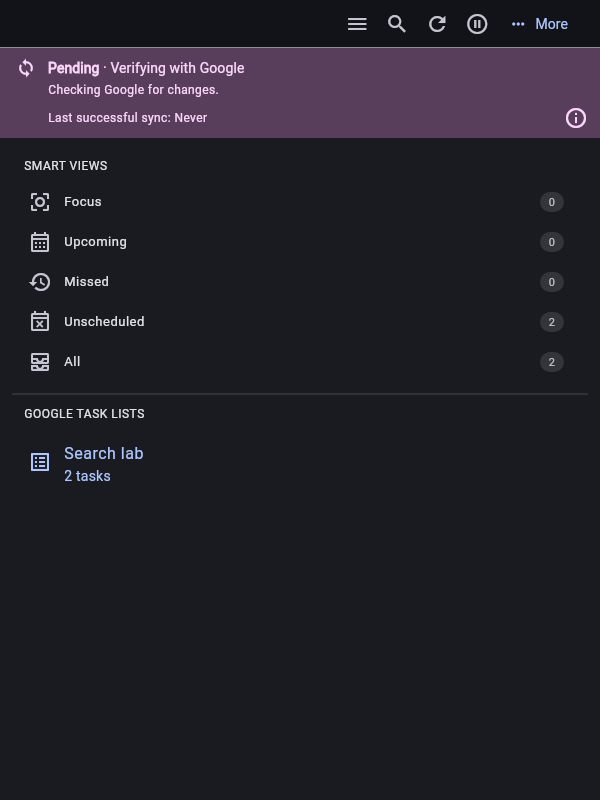 More
Pending · Verifying with Google
Checking Google for changes.
Last successful sync: Never
SMART VIEWS
Focus 0
Upcoming 0
Missed 0
Unscheduled 2
All 2
GOOGLE TASK LISTS
Search lab
2 tasks